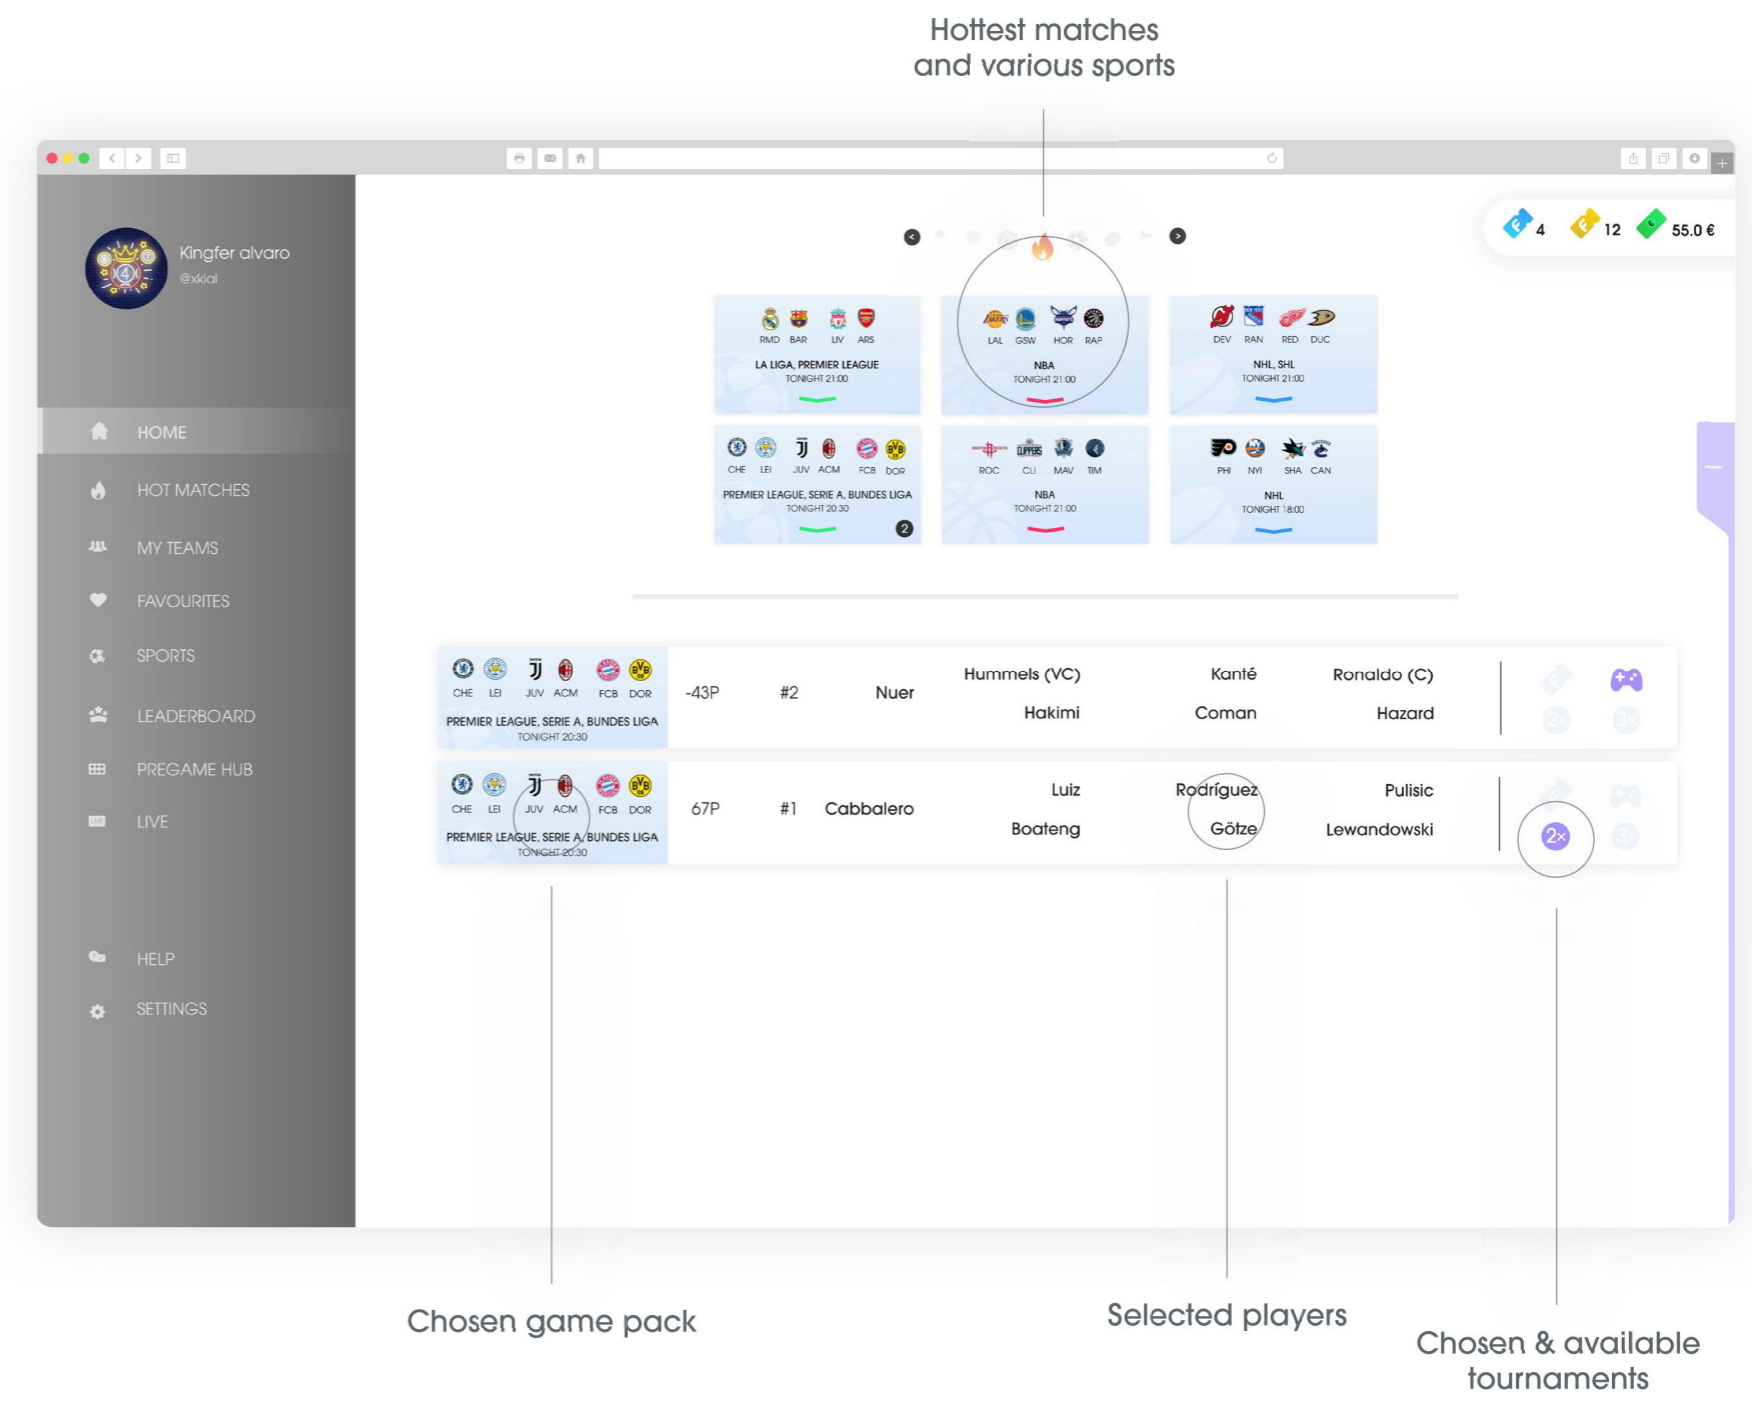 Hottest matches
and various sports
Kingfer alvaro
@xkial
4
12
55.0 €
HOME
HOT MATCHES
MY TEAMS
FAVOURITES
SPORTS
LEADERBOARD
PREGAME HUB
LIVE
HELP
SETTINGS
RMD BAR LIV ARS
LA LIGA, PREMIER LEAGUE
TONIGHT 21:00
LAL GSW HOR RAP
NBA
TONIGHT 21:00
DEV RAN RED DUC
NHL, SHL
TONIGHT 21:00
CHE LEI JUV ACM FCB DOR
PREMIER LEAGUE, SERIE A, BUNDES LIGA
TONIGHT 20:30
2
ROC CLI MAV TIM
NBA
TONIGHT 21:00
PHI NYI SHA CAN
NHL
TONIGHT 18:00
CHE LEI JUV ACM FCB DOR
PREMIER LEAGUE, SERIE A, BUNDES LIGA
TONIGHT 20:30
-43P #2 Nuer
Hummels (VC) Kanté Ronaldo (C)
Hakimi Coman Hazard
2× 3×
CHE LEI JUV ACM FCB DOR
PREMIER LEAGUE, SERIE A, BUNDES LIGA
TONIGHT 20:30
67P #1 Cabbalero
Luiz Rodríguez Pulisic
Boateng Götze Lewandowski
2× 3×
Chosen game pack
Selected players
Chosen & available
tournaments